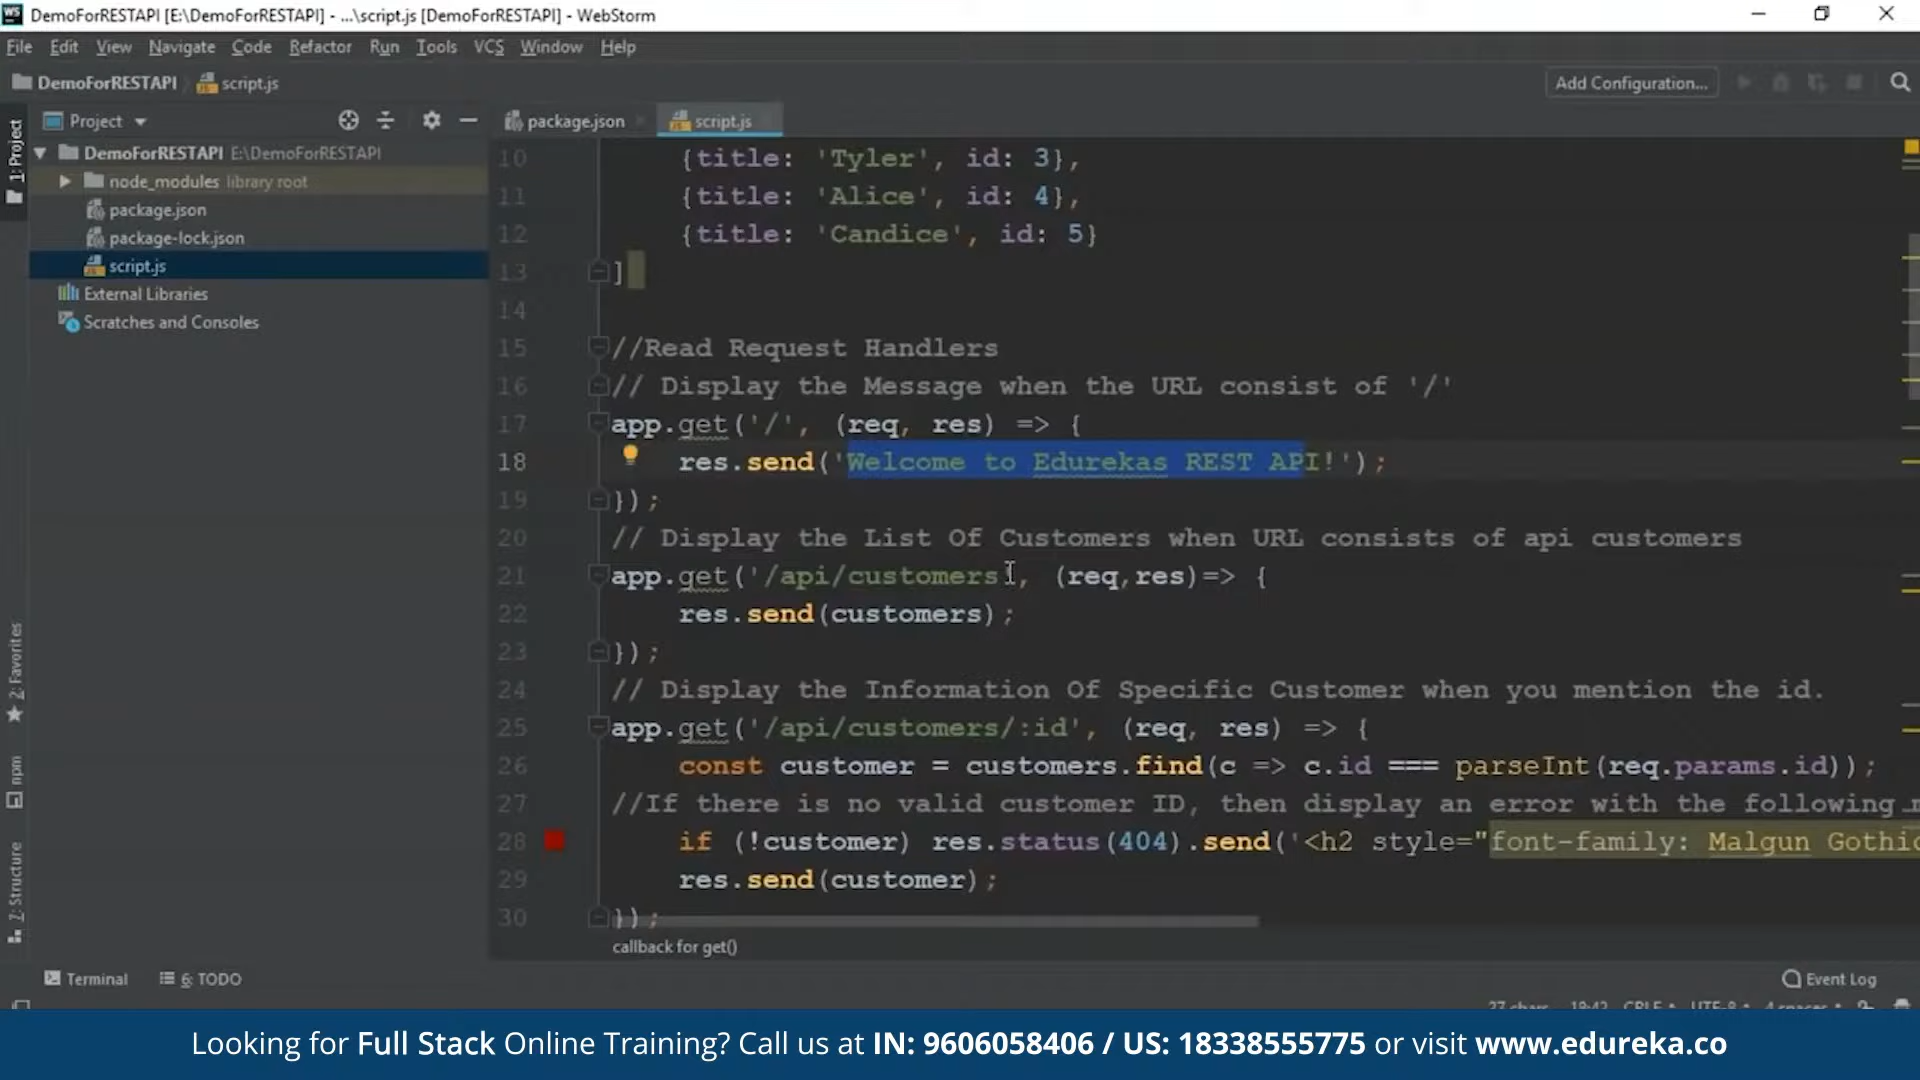 DemoForRESTAPI [E:\DemoForRESTAPI] - ...\script.js [DemoForRESTAPI] - WebStorm
File Edit View Navigate Code Refactor Run Tools VCS Window Help
DemoForRESTAPI script.js Add Configuration...
1: Project
Project
package.json
script.js
DemoForRESTAPI E:\DemoForRESTAPI
node_modules library root
package.json
package-lock.json
script.js
External Libraries
Scratches and Consoles
2: Favorites
npm
7: Structure
10 {title: 'Tyler', id: 3},
11 {title: 'Alice', id: 4},
12 {title: 'Candice', id: 5}
13 ]
14
15 //Read Request Handlers
16 // Display the Message when the URL consist of '/'
17 app.get('/', (req, res) => {
18 res.send('Welcome to Edurekas REST API!');
19 });
20 // Display the List Of Customers when URL consists of api customers
21 app.get('/api/customers', (req,res)=> {
22 res.send(customers);
23 });
24 // Display the Information Of Specific Customer when you mention the id.
25 app.get('/api/customers/:id', (req, res) => {
26 const customer = customers.find(c => c.id === parseInt(req.params.id));
27 //If there is no valid customer ID, then display an error with the following
28 if (!customer) res.status(404).send('<h2 style="font-family: Malgun Gothic
29 res.send(customer);
30 });
callback for get()
Terminal 6: TODO Event Log
Looking for Full Stack Online Training? Call us at IN: 9606058406 / US: 18338555775 or visit www.edureka.co